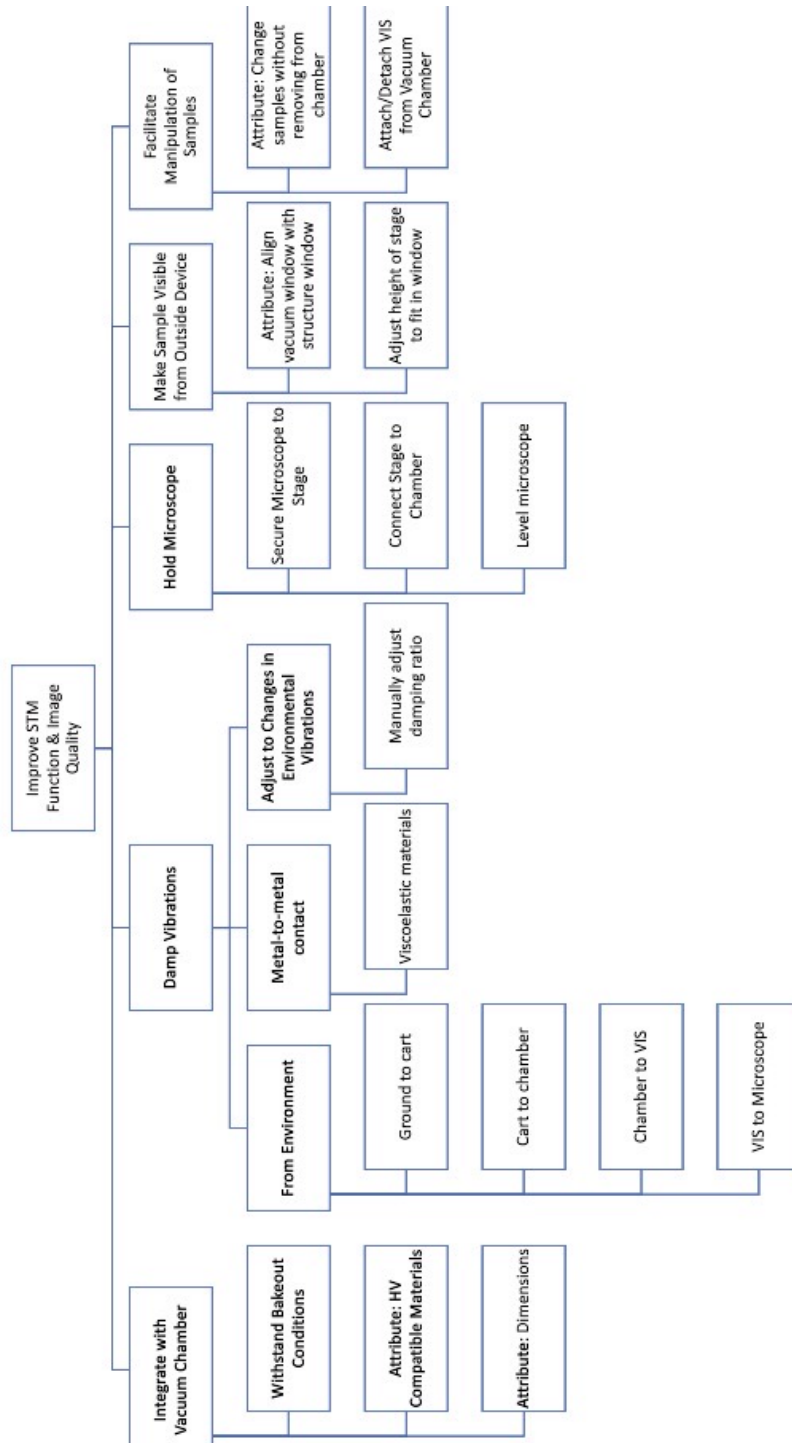 Improve STM
Function & Image
Quality
Integrate with
Vacuum Chamber
Withstand Bakeout
Conditions
Attribute: HV
Compatible Materials
Attribute: Dimensions
Damp Vibrations
From Environment
Ground to cart
Cart to chamber
Chamber to VIS
VIS to Microscope
Metal-to-metal
contact
Viscoelastic materials
Adjust to Changes in
Environmental
Vibrations
Manually adjust
damping ratio
Hold Microscope
Secure Microscope to
Stage
Connect Stage to
Chamber
Level microscope
Make Sample Visible
from Outside Device
Attribute: Align
vacuum window with
structure window
Adjust height of stage
to fit in window
Facilitate
Manipulation of
Samples
Attribute: Change
samples without
removing from
chamber
Attach/Detach VIS
from Vacuum
Chamber